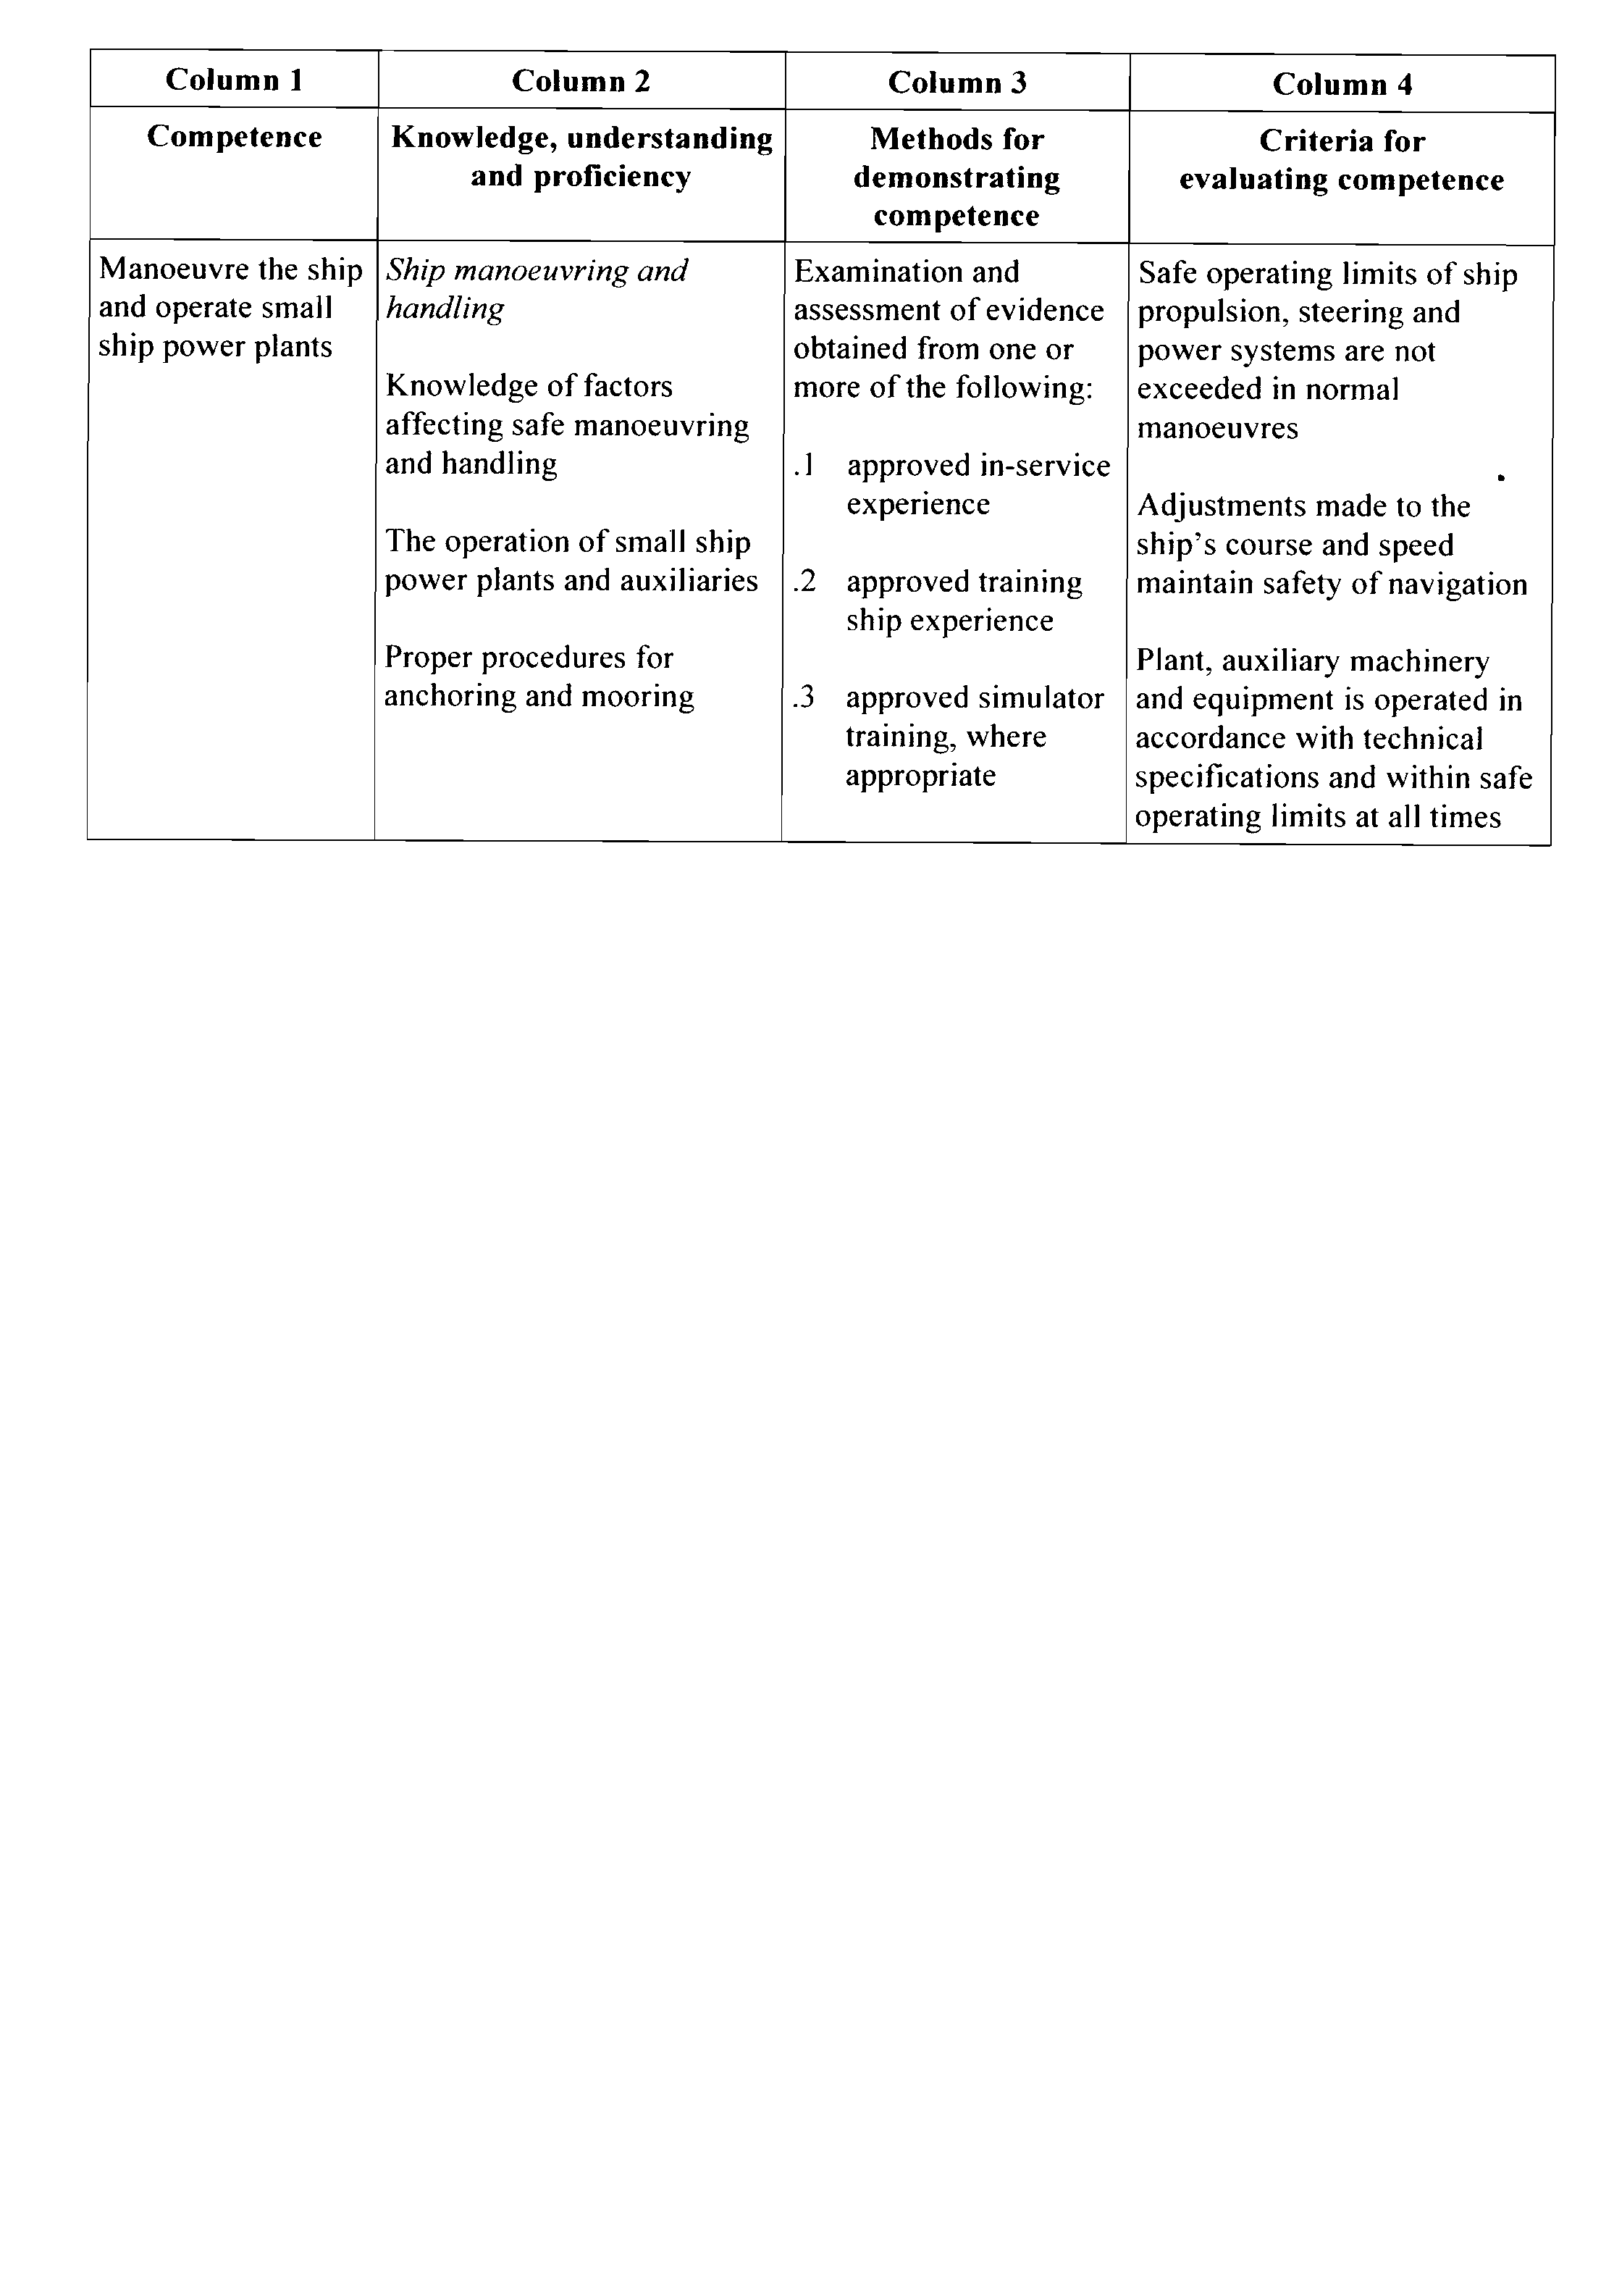 Column 1
Column 2
Column 3
Column 4
Competence
Knowledge, understanding
and proficiency
Methods for
demonstrating
competence
Criteria for
evaluating competence
Manoeuvre the ship
and operate small
ship power plants
Ship manoeuvring and
handling
Knowledge of factors
affecting safe manoeuvring
and handling
The operation of small ship
power plants and auxiliaries
Proper procedures for
anchoring and mooring
Examination and
assessment of evidence
obtained from one or
more of the following:
.1 approved in-service
experience
.2 approved training
ship experience
.3 approved simulator
training, where
appropriate
Safe operating limits of ship
propulsion, steering and
power systems are not
exceeded in normal
manoeuvres
Adjustments made to the
ship's course and speed
maintain safety of navigation
Plant, auxiliary machinery
and equipment is operated in
accordance with technical
specifications and within safe
operating limits at all times